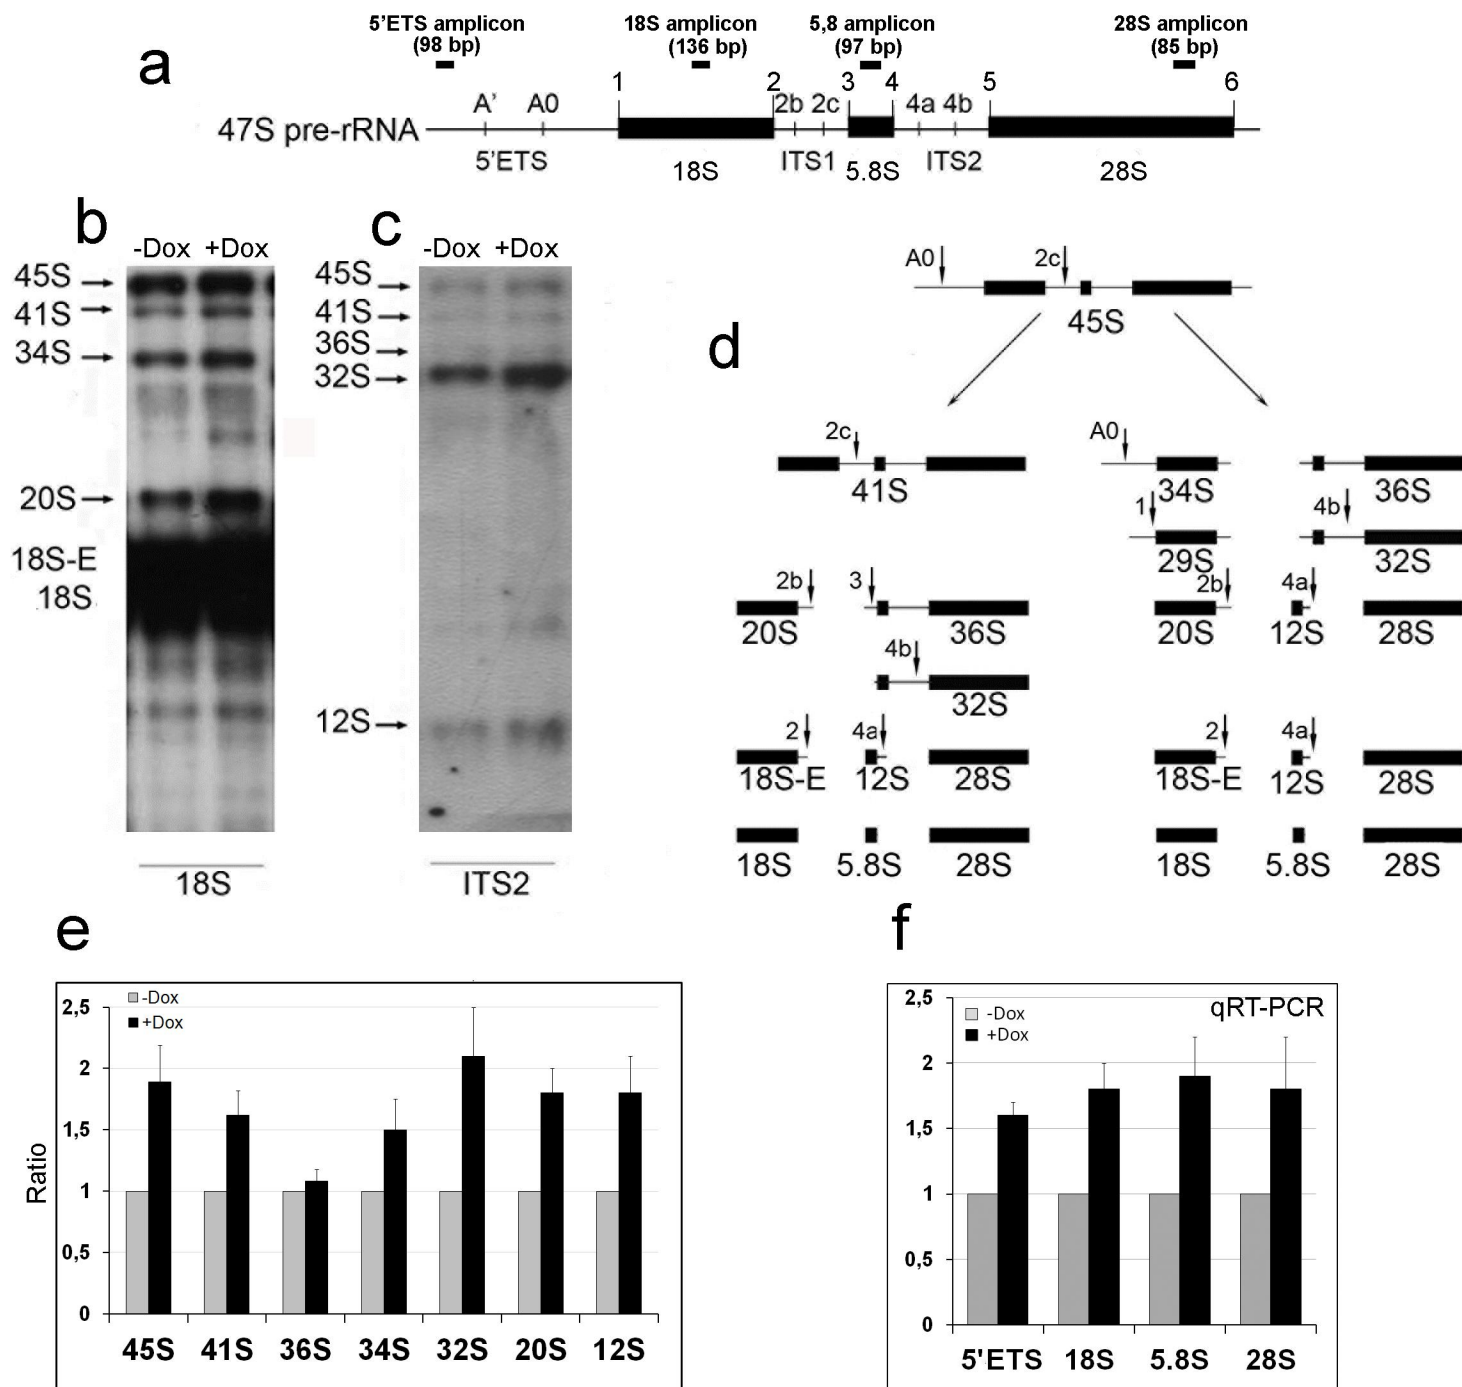 a
5'ETS amplicon
(98 bp)
18S amplicon
(136 bp)
5,8 amplicon
(97 bp)
28S amplicon
(85 bp)
1 2 3 4 5 6
A' A0 2b 2c 4a 4b
47S pre-rRNA
5'ETS 18S ITS1 5.8S ITS2 28S
b
-Dox +Dox
45S
41S
34S
20S
18S-E
18S
18S
c
-Dox +Dox
45S
41S
36S
32S
12S
ITS2
d
A0 2c
45S
2c
41S
A0
34S 36S
1 4b
29S 32S
2b 3
20S 36S
2b 4a
20S 12S 28S
4b
32S
2 4a
18S-E 12S 28S
2 4a
18S-E 12S 28S
18S 5.8S 28S
18S 5.8S 28S
e
-Dox
+Dox
Ratio
2,5
2
1,5
1
0,5
0
45S 41S 36S 34S 32S 20S 12S
f
qRT-PCR
-Dox
+Dox
2,5
2
1,5
1
0,5
0
5'ETS 18S 5.8S 28S